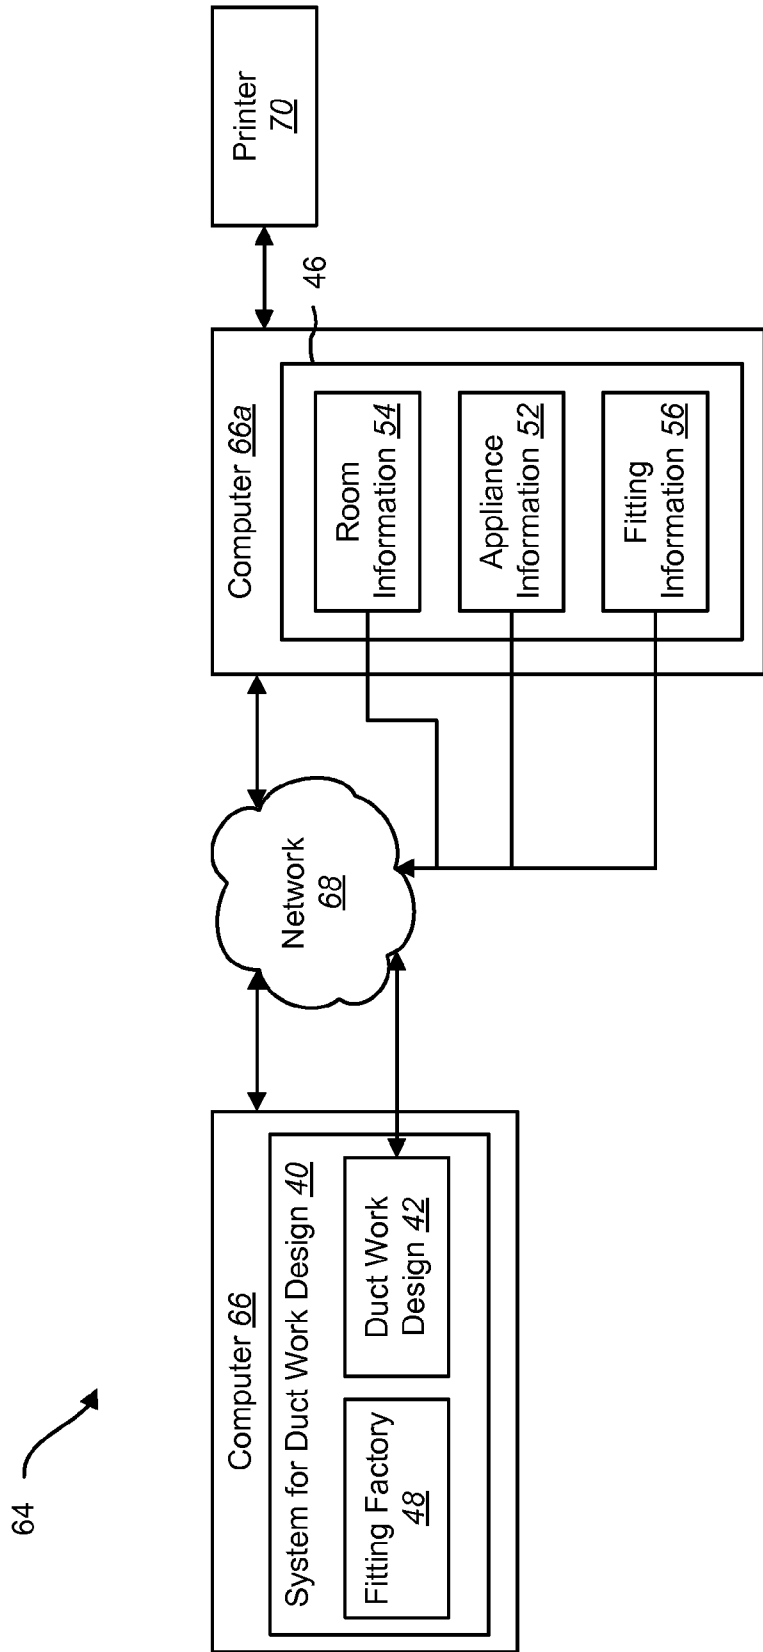 64
Computer 66
System for Duct Work Design 40
Fitting Factory
48
Duct Work
Design 42
Network
68
Computer 66a
46
Room
Information 54
Appliance
Information 52
Fitting
Information 56
Printer
70